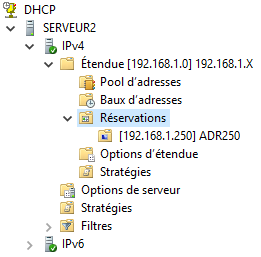 DHCP
SERVEUR2
IPv4
Étendue [192.168.1.0] 192.168.1.X
Pool d'adresses
Baux d'adresses
Réservations
[192.168.1.250] ADR250
Options d'étendue
Stratégies
Options de serveur
Stratégies
Filtres
IPv6